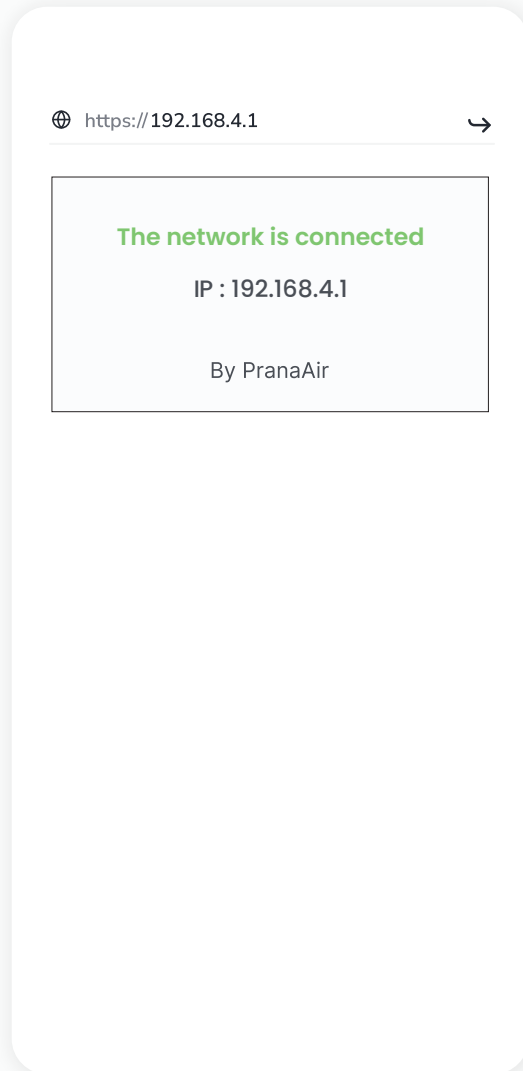 https://192.168.4.1
The network is connected
IP : 192.168.4.1
By PranaAir